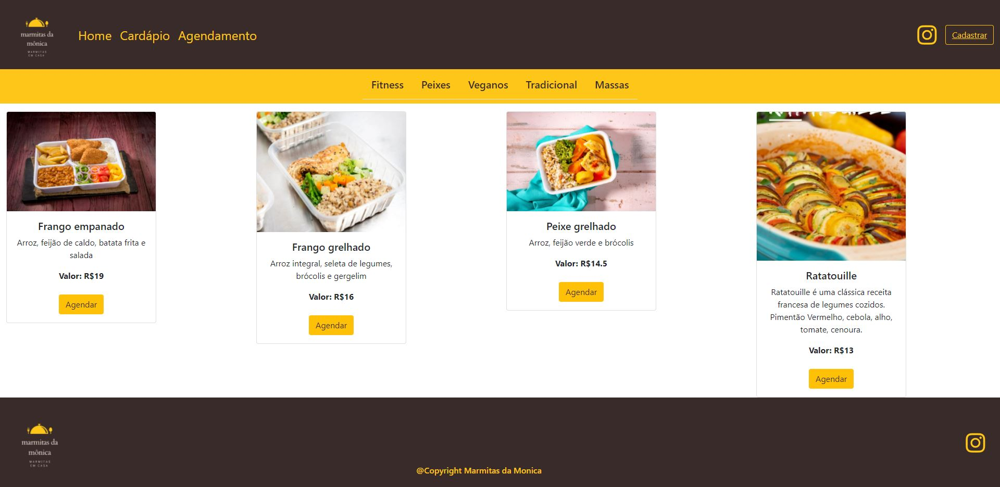 marmitas da
mônica
MARMITAS
EM CASA
Home Cardápio Agendamento
Cadastrar
Fitness Peixes Veganos Tradicional Massas
Frango empanado
Arroz, feijão de caldo, batata frita e
salada
Valor: R$19
Agendar
Frango grelhado
Arroz integral, seleta de legumes,
brócolis e gergelim
Valor: R$16
Agendar
Peixe grelhado
Arroz, feijão verde e brócolis
Valor: R$14.5
Agendar
Ratatouille
Ratatouille é uma clássica receita
francesa de legumes cozidos.
Pimentão Vermelho, cebola, alho,
tomate, cenoura.
Valor: R$13
Agendar
marmitas da
mônica
MARMITAS
EM CASA
@Copyright Marmitas da Monica